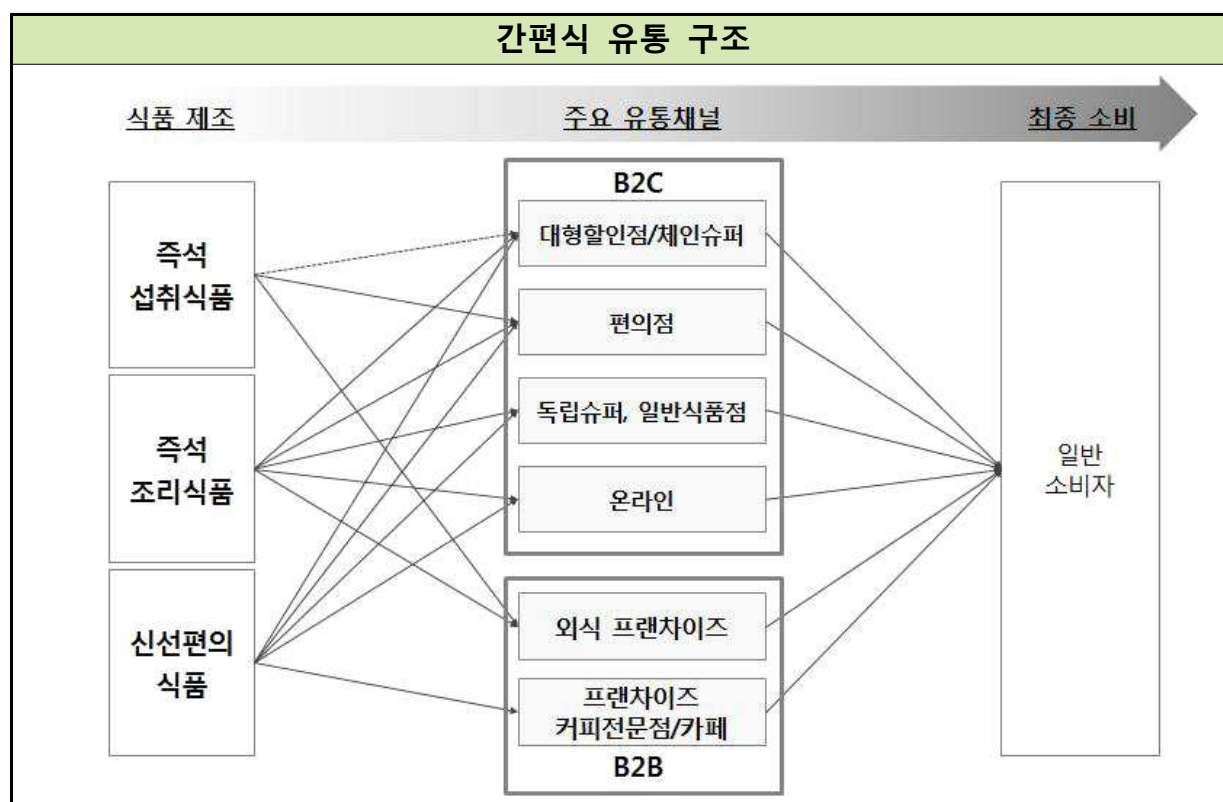 간편식 유통 구조
식품 제조
주요 유통채널
최종 소비
즉석
섭취식품
즉석
조리식품
신선편의
식품
B2C
대형할인점/체인슈퍼
편의점
독립슈퍼, 일반식품점
온라인
외식 프랜차이즈
프랜차이즈
커피전문점/카페
B2B
일반
소비자